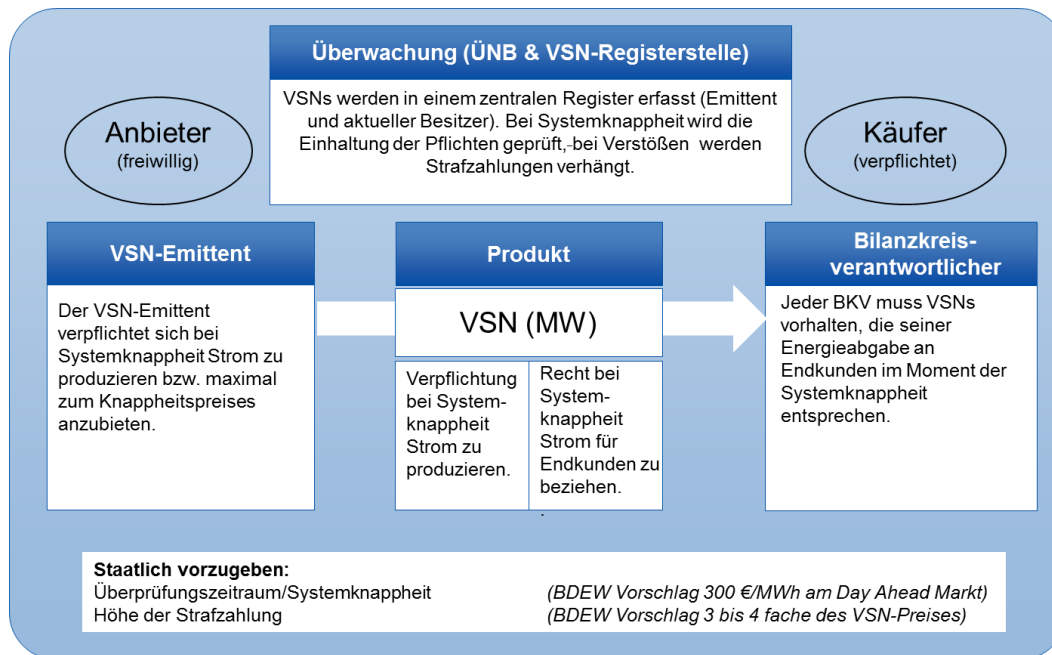 Überwachung (ÜNB & VSN-Registerstelle)
VSNs werden in einem zentralen Register erfasst (Emittent
und aktueller Besitzer). Bei Systemknappheit wird die
Einhaltung der Pflichten geprüft,-bei Verstößen werden
Strafzahlungen verhängt.
Anbieter
(freiwillig)
Käufer
(verpflichtet)
VSN-Emittent
Der VSN-Emittent
verpflichtet sich bei
Systemknappheit Strom zu
produzieren bzw. maximal
zum Knappheitspreises
anzubieten.
Produkt
VSN (MW)
Verpflichtung
bei System-
knappheit
Strom zu
produzieren.
Recht bei
System-
knappheit
Strom für
Endkunden zu
beziehen.
.
Bilanzkreis-
verantwortlicher
Jeder BKV muss VSNs
vorhalten, die seiner
Energieabgabe an
Endkunden im Moment der
Systemknappheit
entsprechen.
Staatlich vorzugeben:
Überprüfungszeitraum/Systemknappheit (BDEW Vorschlag 300 €/MWh am Day Ahead Markt)
Höhe der Strafzahlung (BDEW Vorschlag 3 bis 4 fache des VSN-Preises)